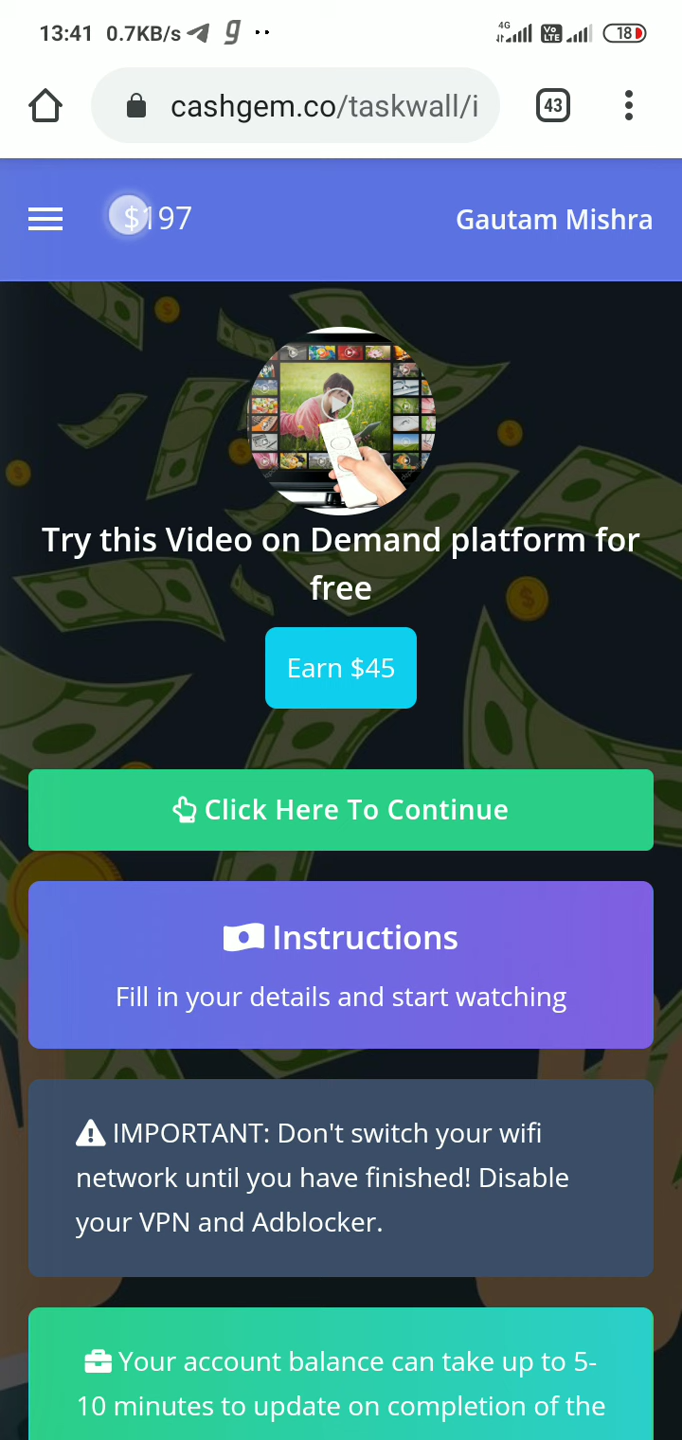 13:41 0.7KB/s
4G Vo LTE 18
cashgem.co/taskwall/i 43
$197 Gautam Mishra
Try this Video on Demand platform for
free
Earn $45
Click Here To Continue
Instructions
Fill in your details and start watching
IMPORTANT: Don't switch your wifi
network until you have finished! Disable
your VPN and Adblocker.
Your account balance can take up to 5-
10 minutes to update on completion of the